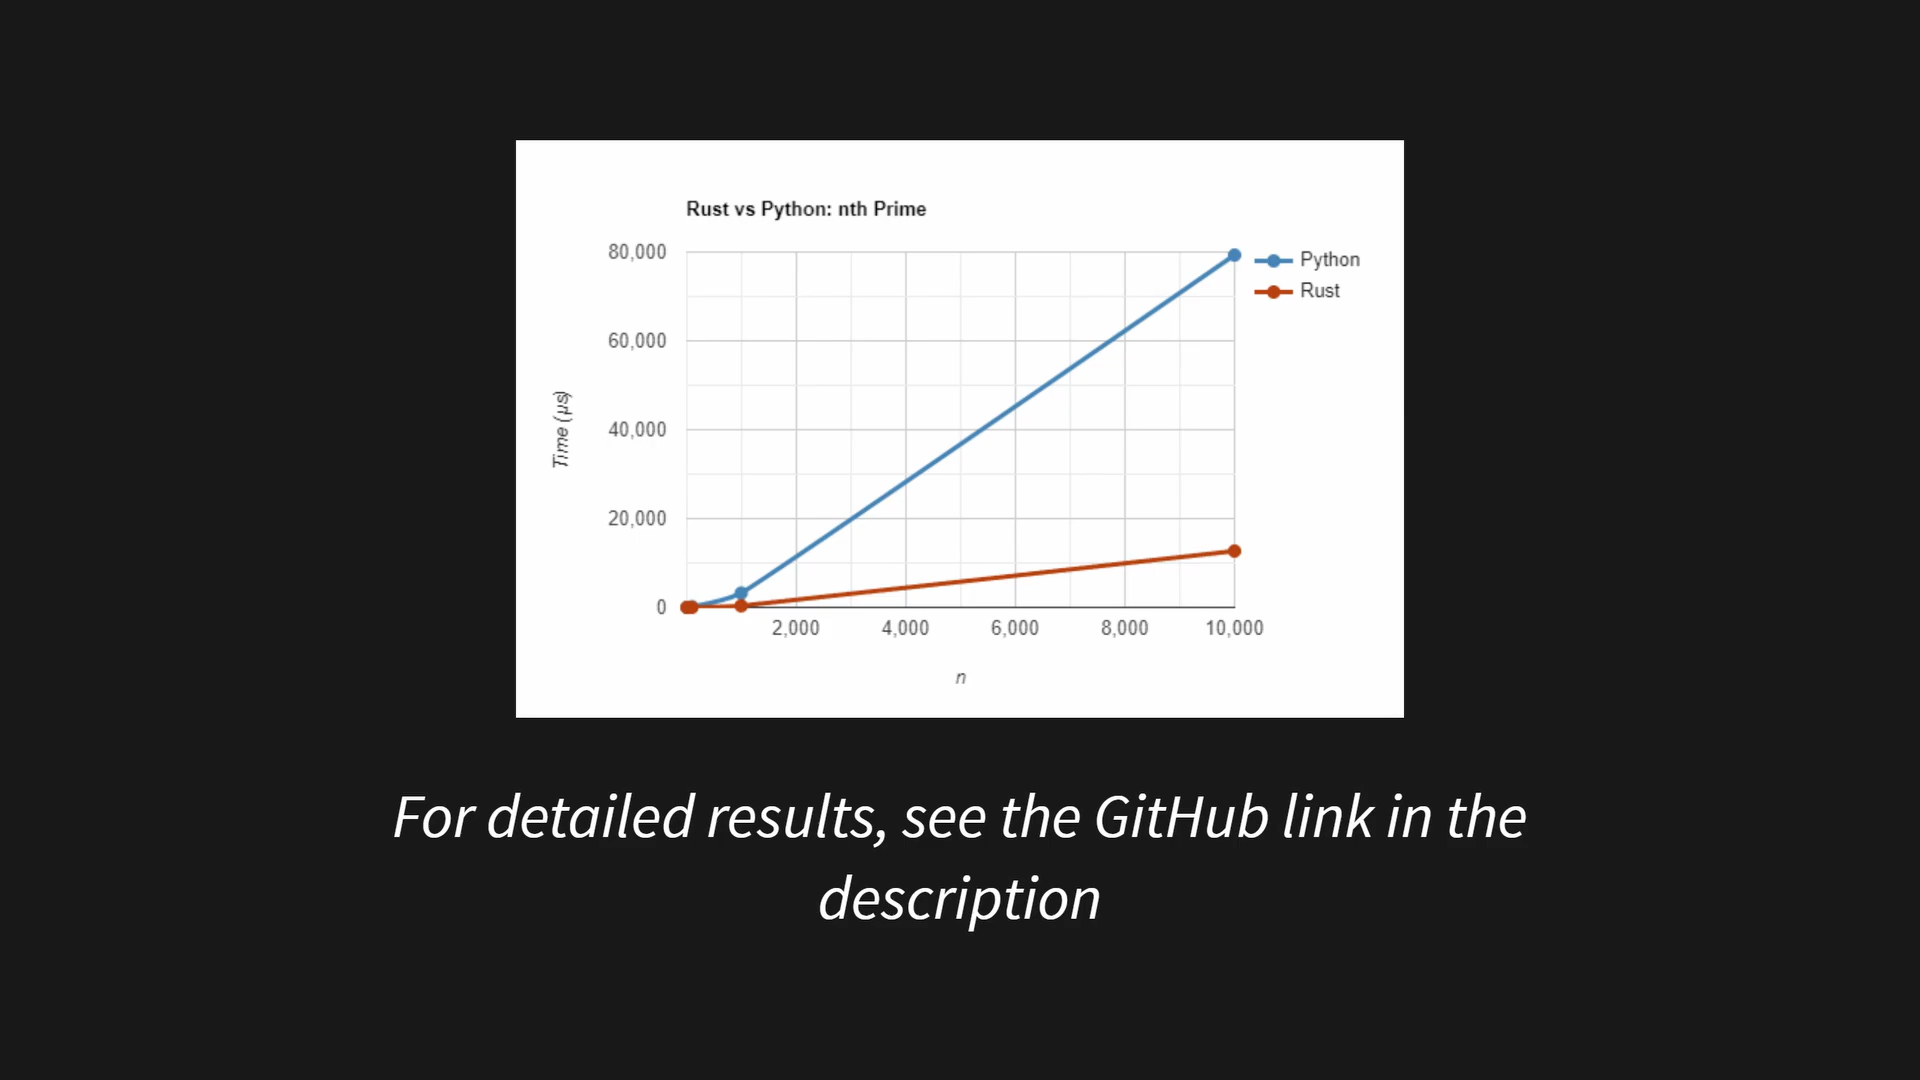 Rust vs Python: nth Prime
80,000
60,000
40,000
20,000
0
Time (μs)
2,000 4,000 6,000 8,000 10,000
n
Python
Rust
For detailed results, see the GitHub link in the
description